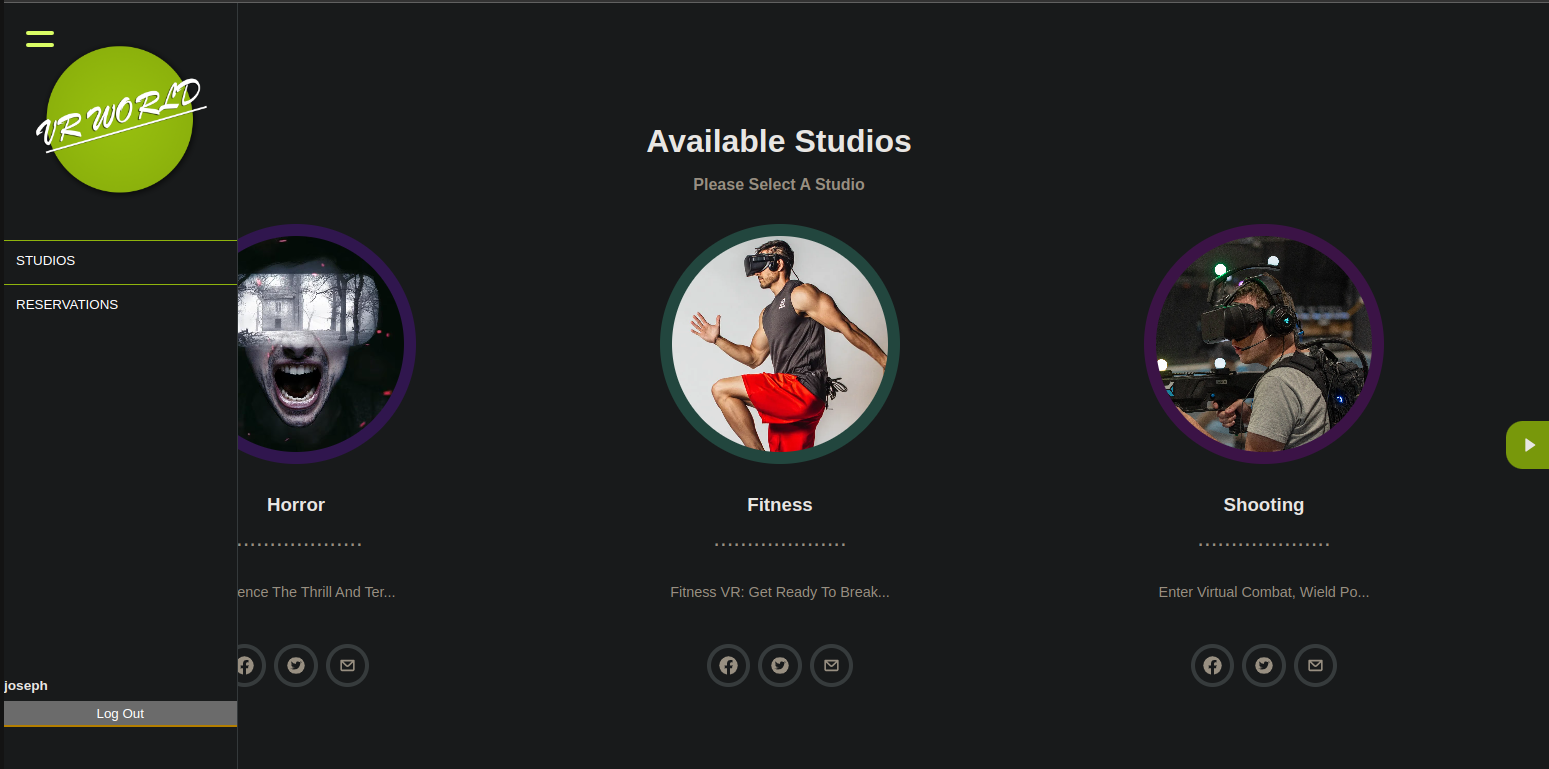 VR WORLD
STUDIOS
RESERVATIONS
joseph
Log Out
Available Studios
Please Select A Studio
Horror
Fitness
Shooting
ence The Thrill And Ter...
Fitness VR: Get Ready To Break...
Enter Virtual Combat, Wield Po...